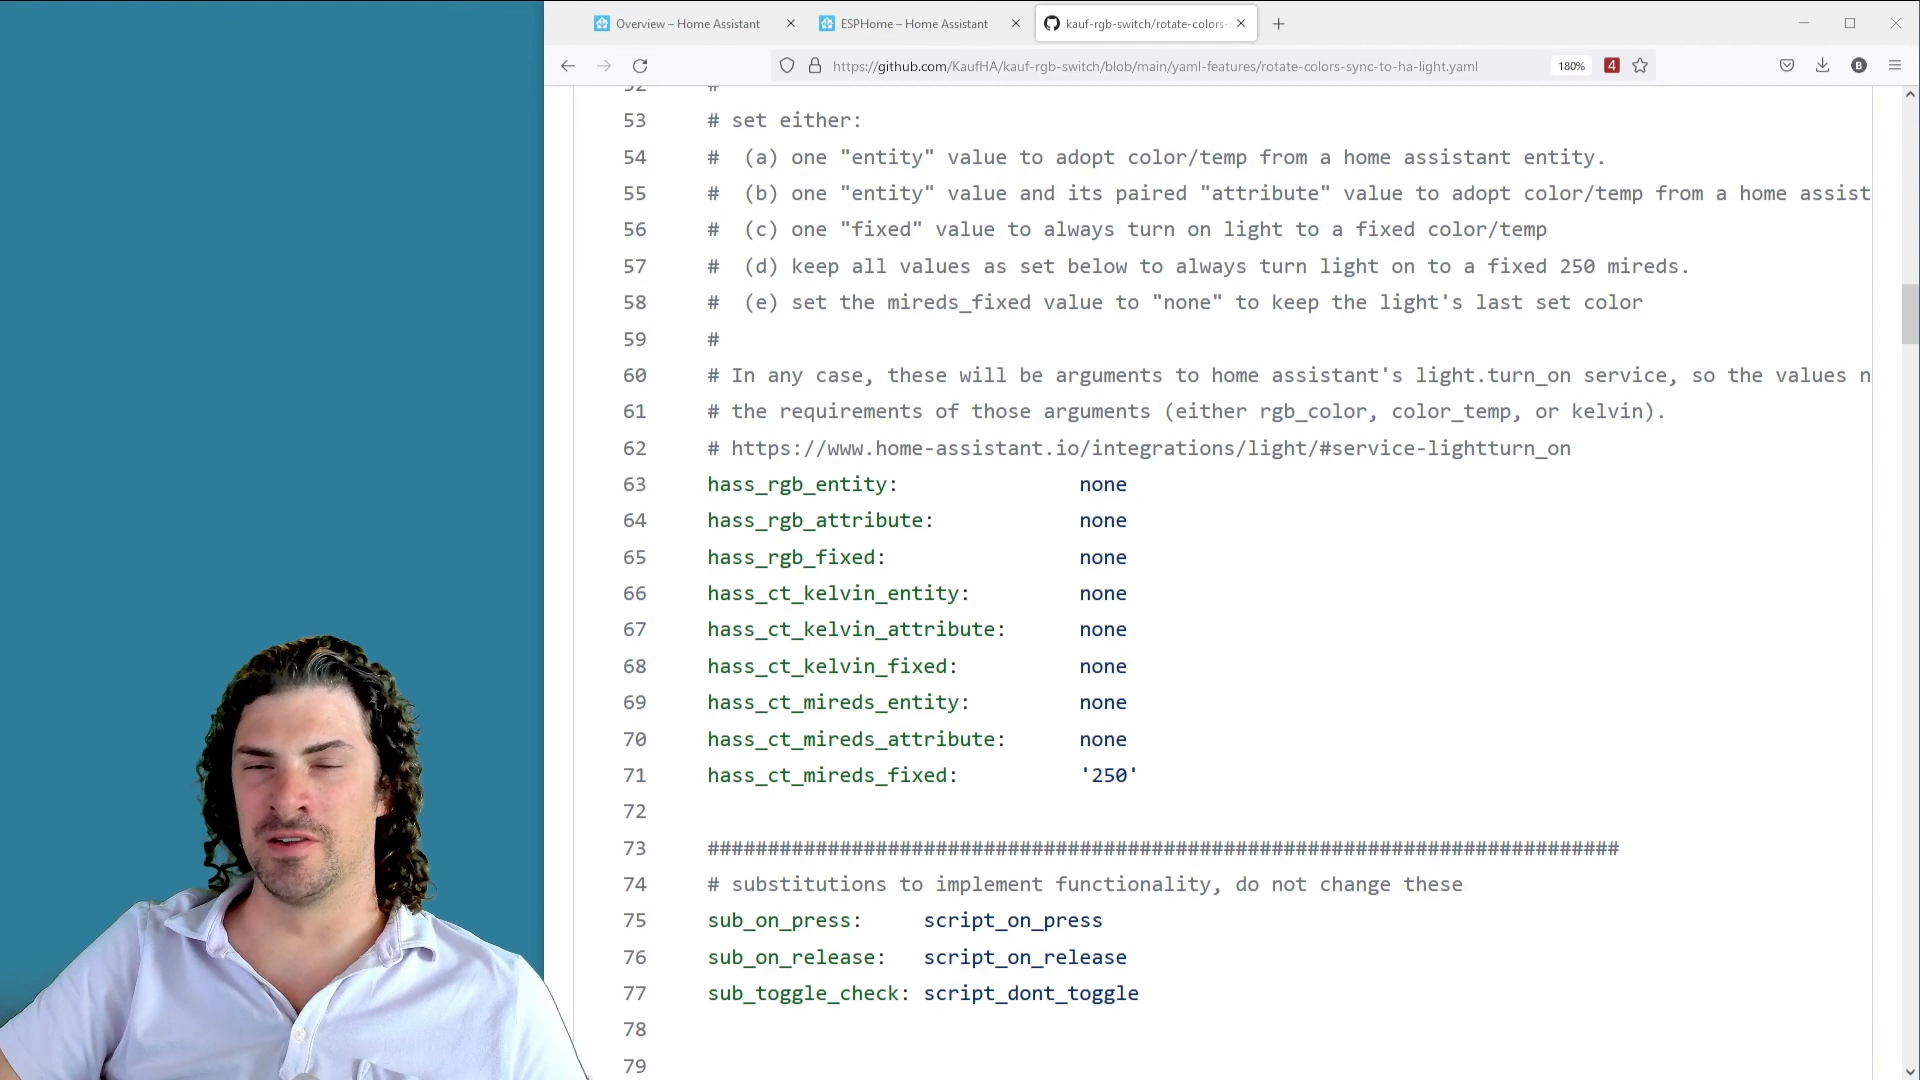 Overview – Home Assistant
ESPHome – Home Assistant
kauf-rgb-switch/rotate-colors-
https://github.com/KaufHA/kauf-rgb-switch/blob/main/yaml-features/rotate-colors-sync-to-ha-light.yaml
180%
4
B
52 #
53 # set either:
54 # (a) one "entity" value to adopt color/temp from a home assistant entity.
55 # (b) one "entity" value and its paired "attribute" value to adopt color/temp from a home assist
56 # (c) one "fixed" value to always turn on light to a fixed color/temp
57 # (d) keep all values as set below to always turn light on to a fixed 250 mireds.
58 # (e) set the mireds_fixed value to "none" to keep the light's last set color
59 #
60 # In any case, these will be arguments to home assistant's light.turn_on service, so the values n
61 # the requirements of those arguments (either rgb_color, color_temp, or kelvin).
62 # https://www.home-assistant.io/integrations/light/#service-lightturn_on
63 hass_rgb_entity: none
64 hass_rgb_attribute: none
65 hass_rgb_fixed: none
66 hass_ct_kelvin_entity: none
67 hass_ct_kelvin_attribute: none
68 hass_ct_kelvin_fixed: none
69 hass_ct_mireds_entity: none
70 hass_ct_mireds_attribute: none
71 hass_ct_mireds_fixed: '250'
72
73 ############################################################################
74 # substitutions to implement functionality, do not change these
75 sub_on_press: script_on_press
76 sub_on_release: script_on_release
77 sub_toggle_check: script_dont_toggle
78
79